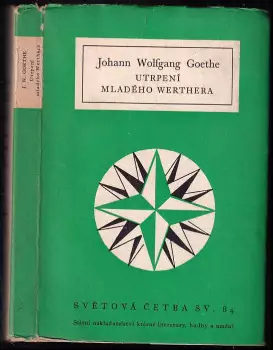 J. W. GOETHE
Utrpení
mladého Werthera
Johann Wolfgang Goethe
UTRPENÍ
MLADÉHO WERTHERA
SVĚTOVÁ ČETBA SV. 84
Státní nakladatelství krásné literatury, hudby a umění